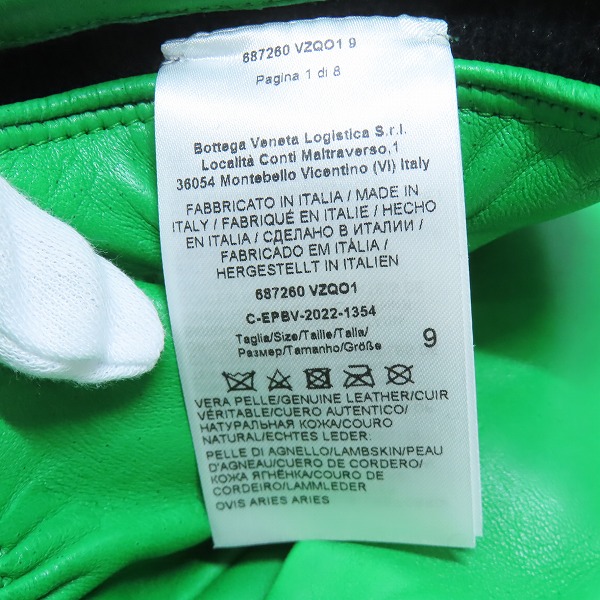 687260 VZQO1 9
Pagina 1 di 8
Bottega Veneta Logistica S.r.l.
Località Conti Maltraverso,1
36054 Montebello Vicentino (VI) Italy
FABBRICATO IN ITALIA / MADE IN
ITALY / FABRIQUÉ EN ITALIE / HECHO
EN ITALIA / СДЕЛАНО В ИТАЛИИ /
FABRICADO EM ITÀLIA /
HERGESTELLT IN ITALIEN
687260 VZQO1
C-EPBV-2022-1354
Taglia/Size/Taille/Talla/
Размер/Tamanho/Größe 9
VERA PELLE/GENUINE LEATHER/CUIR
VÉRITABLE/CUERO AUTENTICO/
НАТУРАЛЬНАЯ КОЖА/COURO
NATURAL/ECHTES LEDER:
PELLE DI AGNELLO/LAMBSKIN/PEAU
D'AGNEAU/CUERO DE CORDERO/
КОЖА ЯГНЁНКА/COURO DE
CORDEIRO/LAMMLEDER
OVIS ARIES ARIES